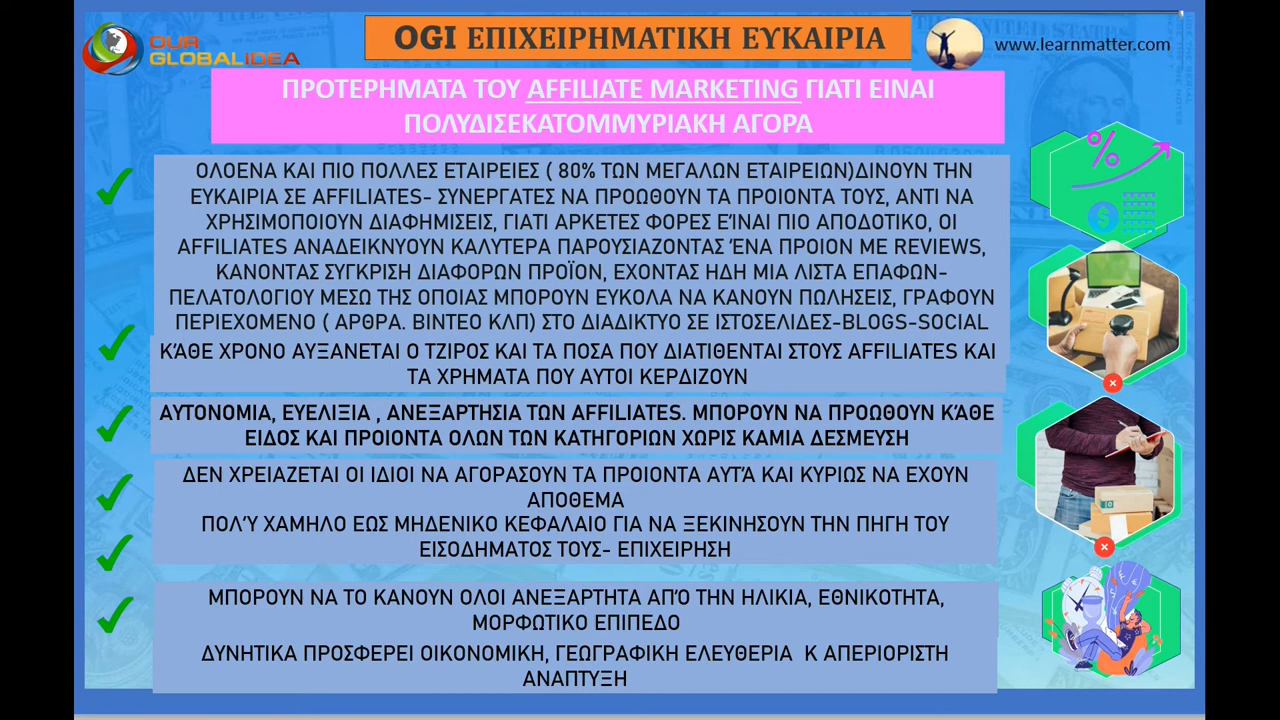 OUR
GLOBALIDEA
OGI ΕΠΙΧΕΙΡΗΜΑΤΙΚΗ ΕΥΚΑΙΡΙΑ
www.learnmatter.com
ΠΡΟΤΕΡΗΜΑΤΑ ΤΟΥ AFFILIATE MARKETING ΓΙΑΤΙ ΕΙΝΑΙ
ΠΟΛΥΔΙΣΕΚΑΤΟΜΜΥΡΙΑΚΗ ΑΓΟΡΑ
ΟΛΟΕΝΑ ΚΑΙ ΠΙΟ ΠΟΛΛΕΣ ΕΤΑΙΡΕΙΕΣ ( 80% ΤΩΝ ΜΕΓΑΛΩΝ ΕΤΑΙΡΕΙΩΝ)ΔΙΝΟΥΝ ΤΗΝ
ΕΥΚΑΙΡΙΑ ΣΕ AFFILIATES- ΣΥΝΕΡΓΑΤΕΣ ΝΑ ΠΡΟΩΘΟΥΝ ΤΑ ΠΡΟΙΟΝΤΑ ΤΟΥΣ, ΑΝΤΙ ΝΑ
ΧΡΗΣΙΜΟΠΟΙΟΥΝ ΔΙΑΦΗΜΙΣΕΙΣ, ΓΙΑΤΙ ΑΡΚΕΤΕΣ ΦΟΡΕΣ ΕΊΝΑΙ ΠΙΟ ΑΠΟΔΟΤΙΚΟ, ΟΙ
AFFILIATES ΑΝΑΔΕΙΚΝΥΟΥΝ ΚΑΛΥΤΕΡΑ ΠΑΡΟΥΣΙΑΖΟΝΤΑΣ ΈΝΑ ΠΡΟΙΟΝ ΜΕ REVIEWS,
ΚΑΝΟΝΤΑΣ ΣΥΓΚΡΙΣΗ ΔΙΑΦΟΡΩΝ ΠΡΟΪΟΝ, ΕΧΟΝΤΑΣ ΗΔΗ ΜΙΑ ΛΙΣΤΑ ΕΠΑΦΩΝ-
ΠΕΛΑΤΟΛΟΓΙΟΥ ΜΕΣΩ ΤΗΣ ΟΠΟΙΑΣ ΜΠΟΡΟΥΝ ΕΥΚΟΛΑ ΝΑ ΚΑΝΟΥΝ ΠΩΛΗΣΕΙΣ, ΓΡΑΦΟΥΝ
ΠΕΡΙΕΧΟΜΕΝΟ ( ΑΡΘΡΑ. ΒΙΝΤΕΟ ΚΛΠ) ΣΤΟ ΔΙΑΔΙΚΤΥΟ ΣΕ ΙΣΤΟΣΕΛΙΔΕΣ-BLOGS-SOCIAL
ΚΆΘΕ ΧΡΟΝΟ ΑΥΞΑΝΕΤΑΙ Ο ΤΖΙΡΟΣ ΚΑΙ ΤΑ ΠΟΣΑ ΠΟΥ ΔΙΑΤΙΘΕΝΤΑΙ ΣΤΟΥΣ AFFILIATES ΚΑΙ
ΤΑ ΧΡΗΜΑΤΑ ΠΟΥ ΑΥΤΟΙ ΚΕΡΔΙΖΟΥΝ
ΑΥΤΟΝΟΜΙΑ, ΕΥΕΛΙΞΙΑ , ΑΝΕΞΑΡΤΗΣΙΑ ΤΩΝ AFFILIATES. ΜΠΟΡΟΥΝ ΝΑ ΠΡΟΩΘΟΥΝ ΚΆΘΕ
ΕΙΔΟΣ ΚΑΙ ΠΡΟΙΟΝΤΑ ΟΛΩΝ ΤΩΝ ΚΑΤΗΓΟΡΙΩΝ ΧΩΡΙΣ ΚΑΜΙΑ ΔΕΣΜΕΥΣΗ
ΔΕΝ ΧΡΕΙΑΖΕΤΑΙ ΟΙ ΙΔΙΟΙ ΝΑ ΑΓΟΡΑΣΟΥΝ ΤΑ ΠΡΟΙΟΝΤΑ ΑΥΤΆ ΚΑΙ ΚΥΡΙΩΣ ΝΑ ΕΧΟΥΝ
ΑΠΟΘΕΜΑ
ΠΟΛΎ ΧΑΜΗΛΟ ΕΩΣ ΜΗΔΕΝΙΚΟ ΚΕΦΑΛΑΙΟ ΓΙΑ ΝΑ ΞΕΚΙΝΗΣΟΥΝ ΤΗΝ ΠΗΓΗ ΤΟΥ
ΕΙΣΟΔΗΜΑΤΟΣ ΤΟΥΣ- ΕΠΙΧΕΙΡΗΣΗ
ΜΠΟΡΟΥΝ ΝΑ ΤΟ ΚΑΝΟΥΝ ΟΛΟΙ ΑΝΕΞΑΡΤΗΤΑ ΑΠΌ ΤΗΝ ΗΛΙΚΙΑ, ΕΘΝΙΚΟΤΗΤΑ,
ΜΟΡΦΩΤΙΚΟ ΕΠΙΠΕΔΟ
ΔΥΝΗΤΙΚΑ ΠΡΟΣΦΕΡΕΙ ΟΙΚΟΝΟΜΙΚΗ, ΓΕΩΓΡΑΦΙΚΗ ΕΛΕΥΘΕΡΙΑ Κ ΑΠΕΡΙΟΡΙΣΤΗ
ΑΝΑΠΤΥΞΗ